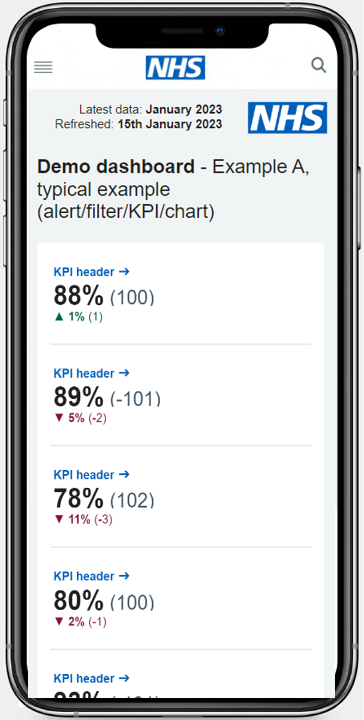 NHS
Latest data: January 2023
Refreshed: 15th January 2023
NHS
Demo dashboard - Example A,
typical example
(alert/filter/KPI/chart)
KPI header →
88% (100)
▲ 1% (1)
KPI header →
89% (-101)
▼ 5% (-2)
KPI header →
78% (102)
▼ 11% (-3)
KPI header →
80% (100)
▼ 2% (-1)
KPI header →